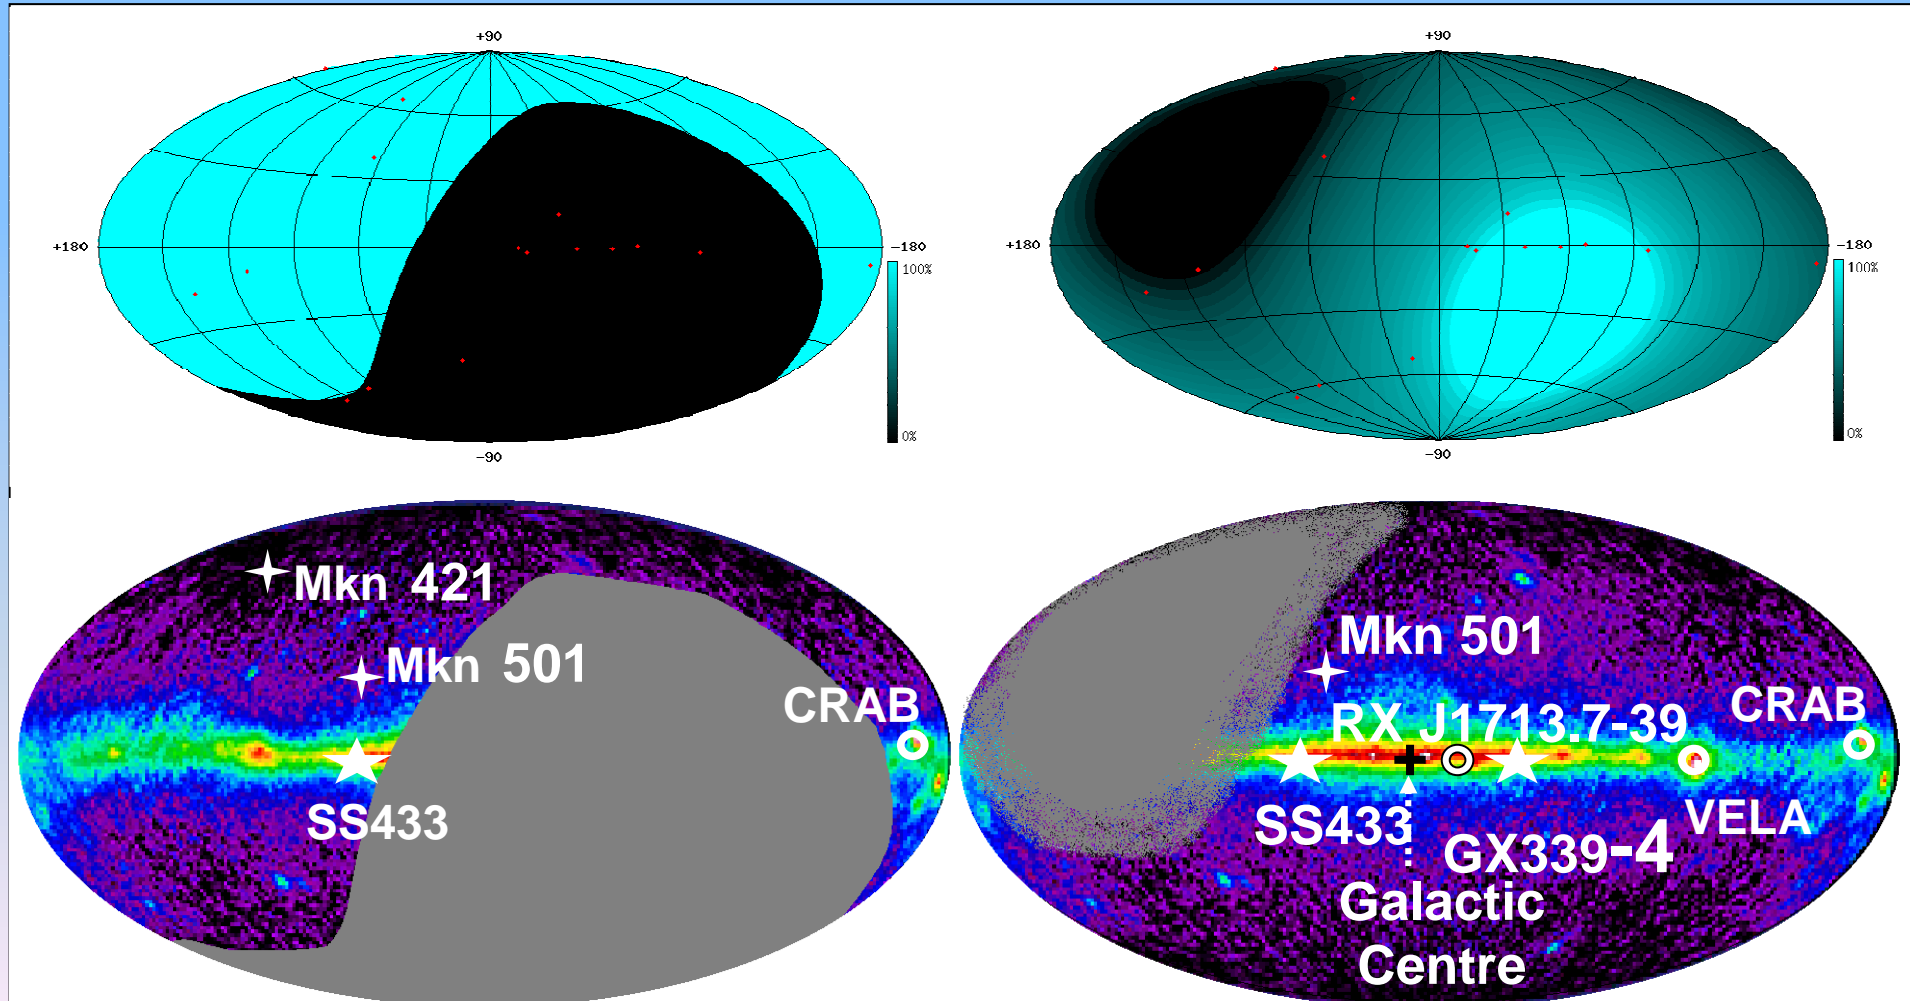 +90
+180
-180
100%
0%
-90
+90
+180
-180
100%
0%
-90
Mkn 421
Mkn 501
CRAB
SS433
Mkn 501
RX J1713.7-39
CRAB
SS433
VELA
GX339-4
Galactic
Centre